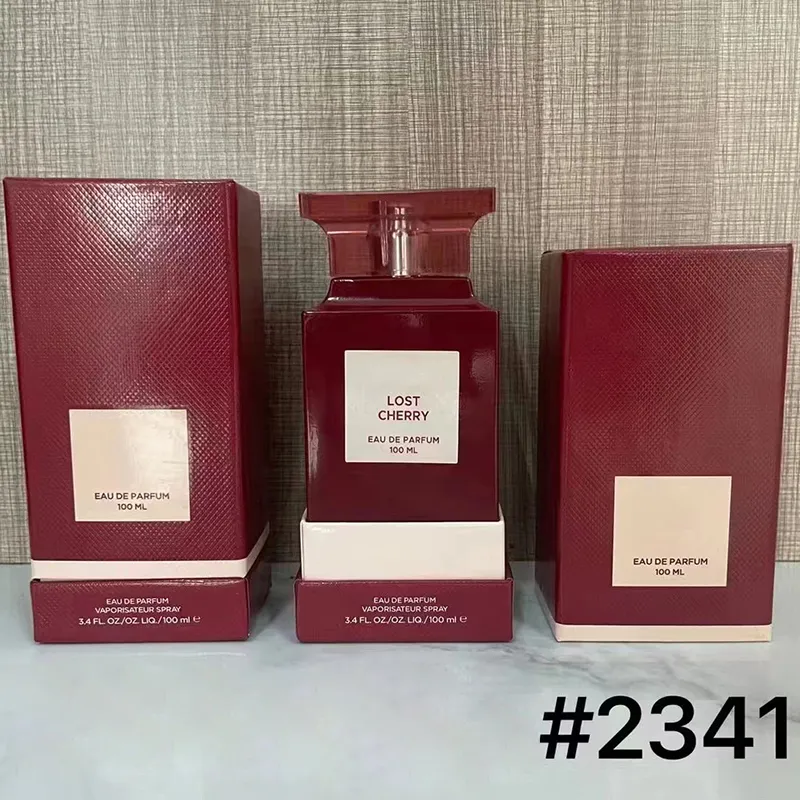 EAU DE PARFUM
100 ML
EAU DE PARFUM
VAPORISATEUR SPRAY
3.4 FL. OZ./OZ. LIQ./100 ml ℮
LOST
CHERRY
EAU DE PARFUM
100 ML
EAU DE PARFUM
VAPORISATEUR SPRAY
3.4 FL. OZ./OZ. LIQ./100 ml ℮
EAU DE PARFUM
100 ML
#2341